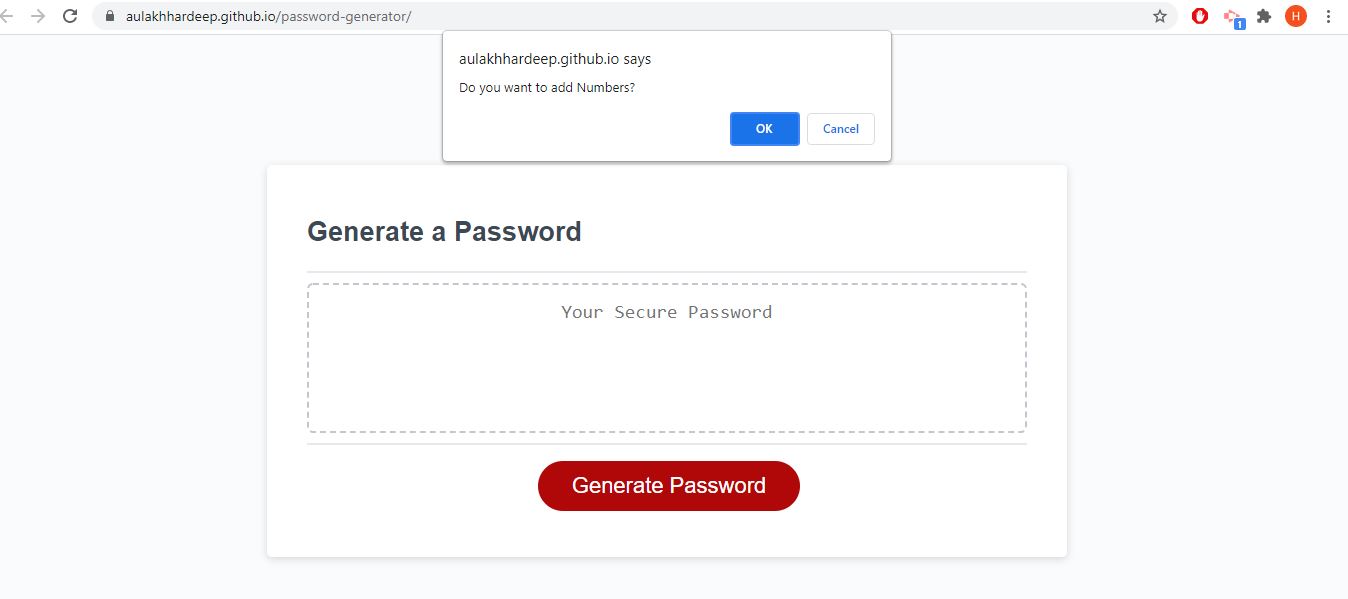 aulakhhardeep.github.io/password-generator/
1
H
aulakhhardeep.github.io says
Do you want to add Numbers?
OK Cancel
Generate a Password
Your Secure Password
Generate Password